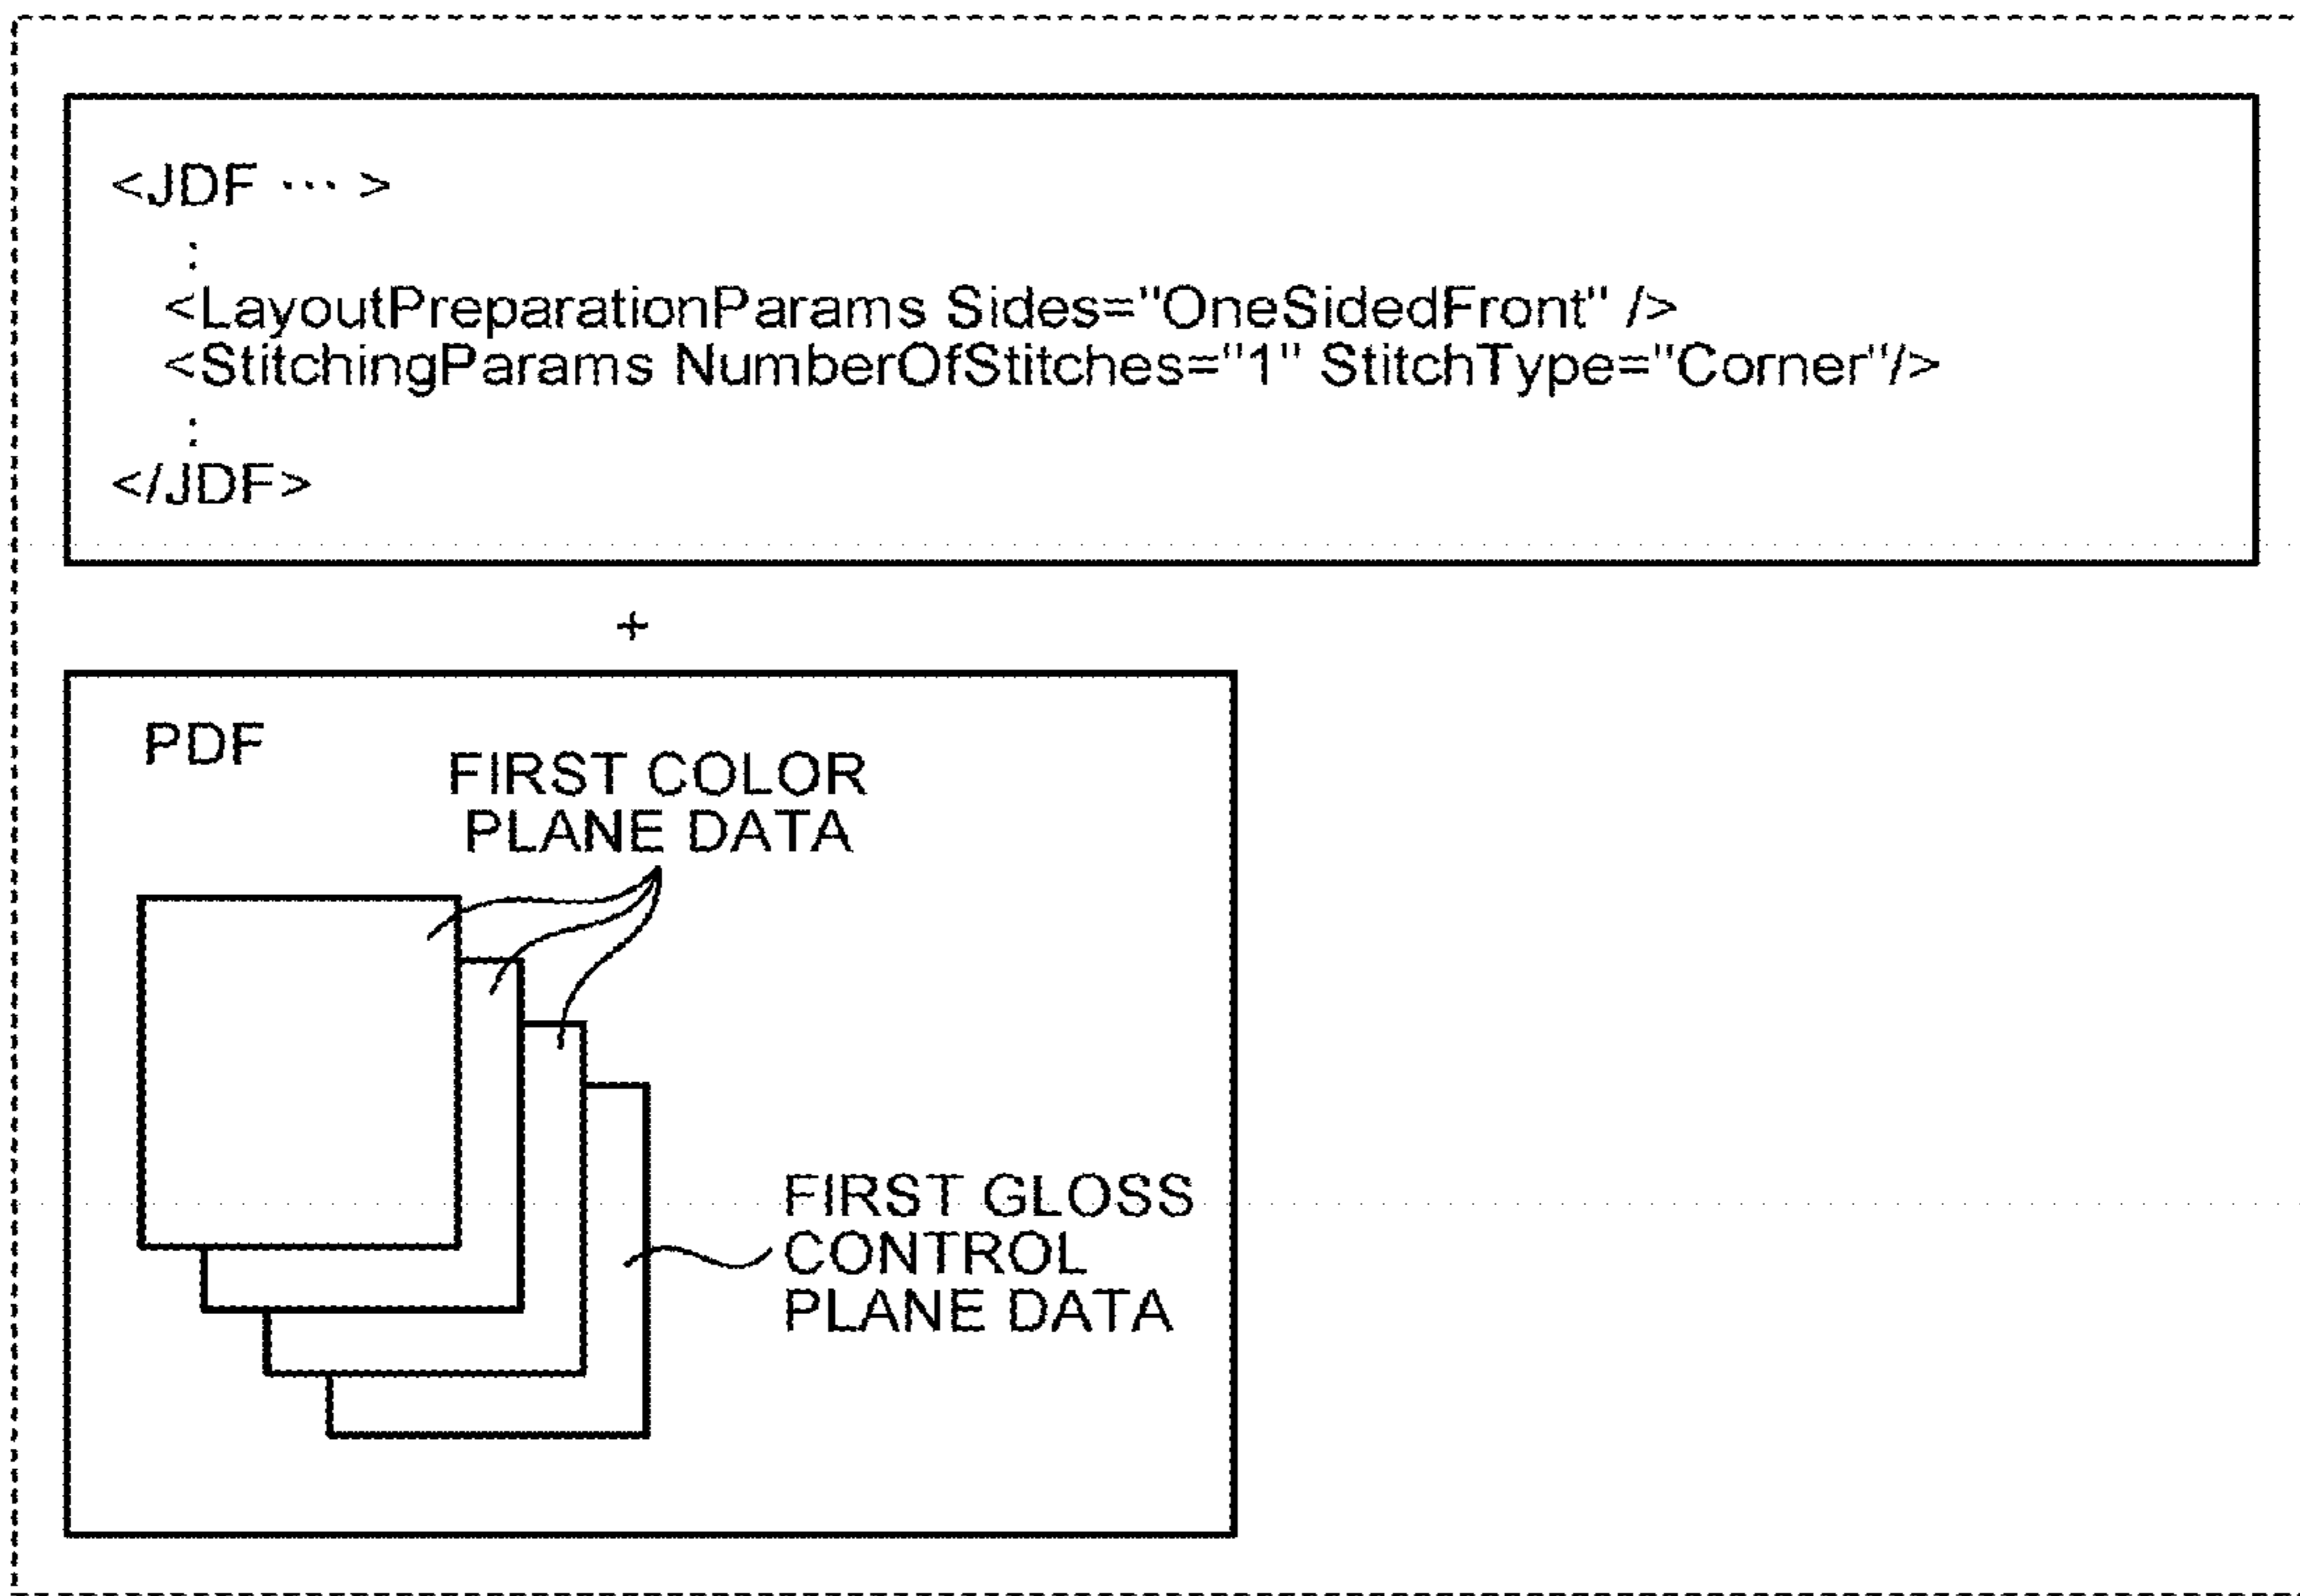 <JDF ··· >
:
<LayoutPreparationParams Sides="OneSidedFront" />
<StitchingParams NumberOfStitches="1" StitchType="Corner"/>
:
</JDF>
+
PDF
FIRST COLOR
PLANE DATA
FIRST GLOSS
CONTROL
PLANE DATA